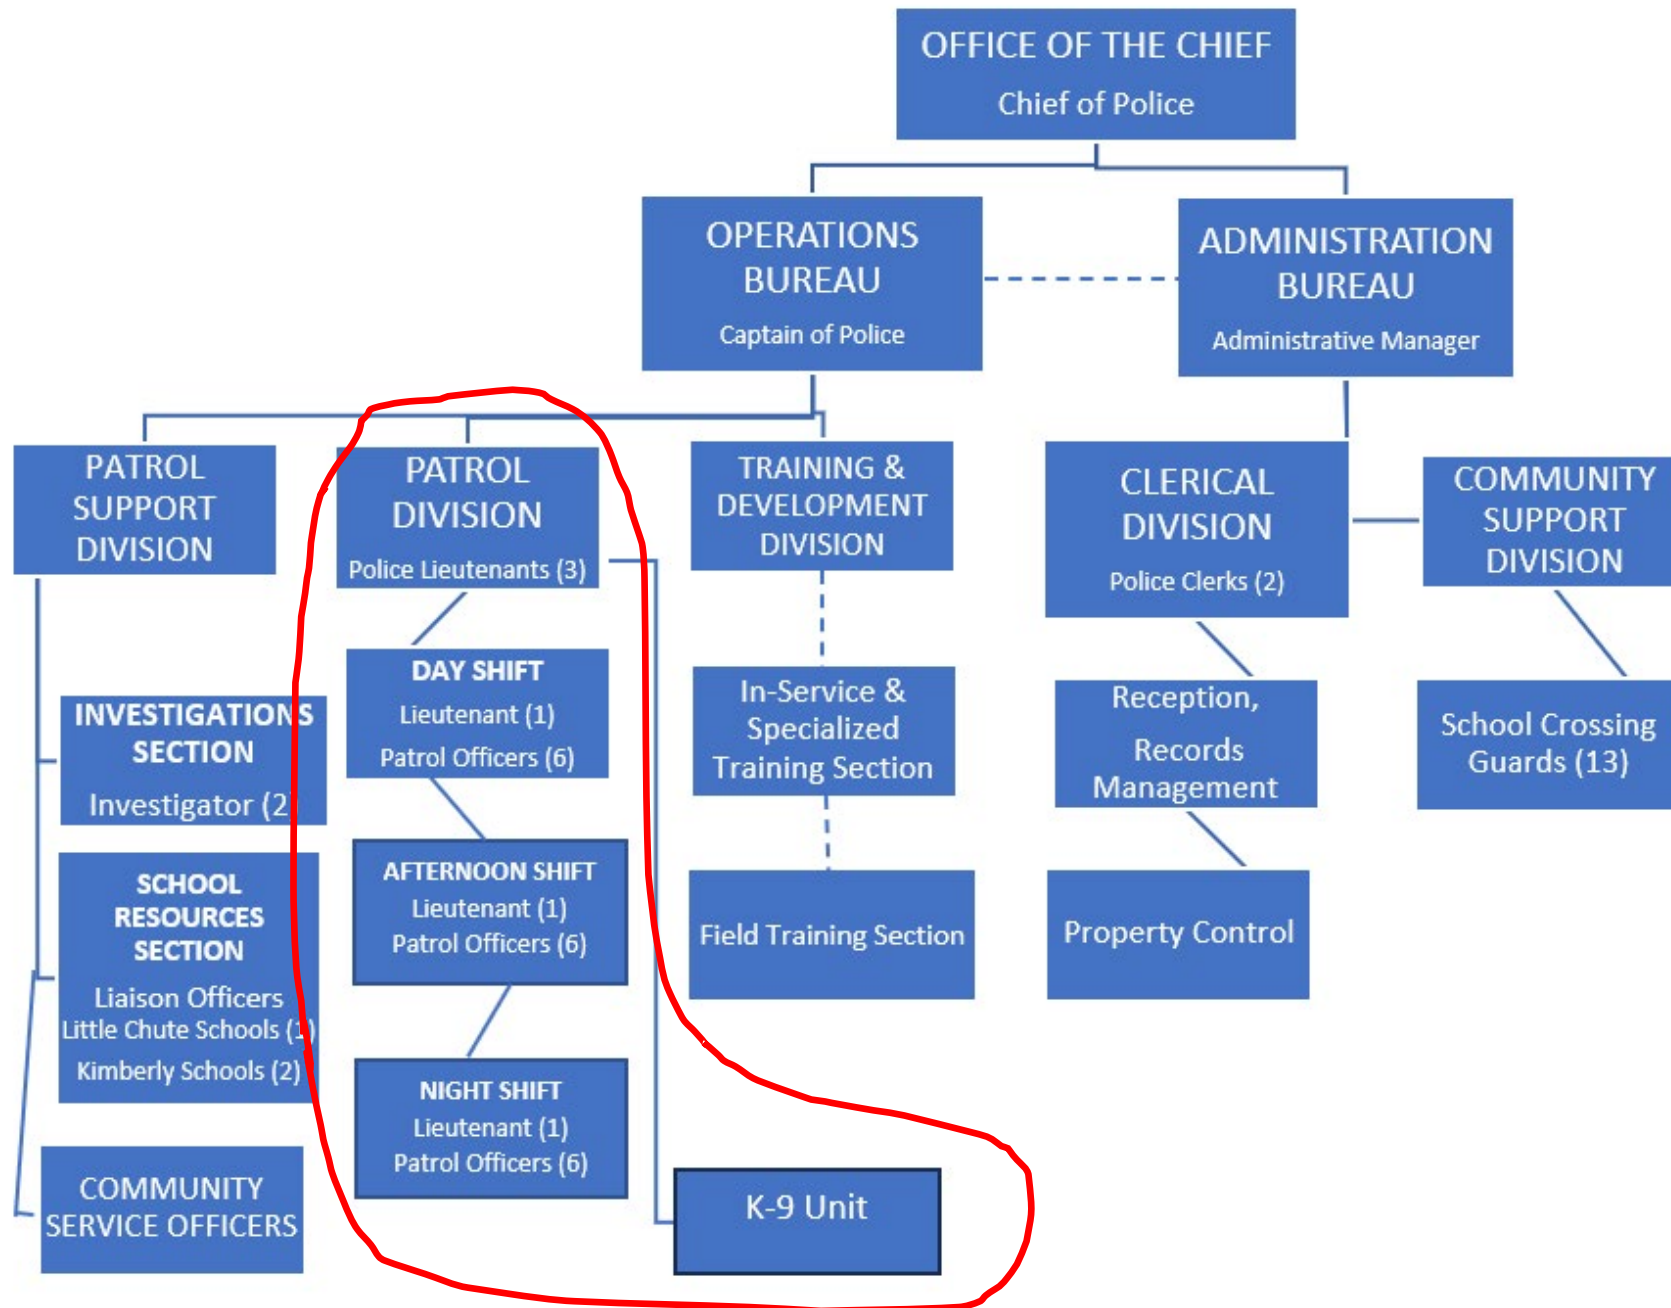 OFFICE OF THE CHIEF
Chief of Police
OPERATIONS
BUREAU
Captain of Police
ADMINISTRATION
BUREAU
Administrative Manager
PATROL
SUPPORT
DIVISION
INVESTIGATIONS
SECTION
Investigator (2)
SCHOOL
RESOURCES
SECTION
Liaison Officers
Little Chute Schools (1)
Kimberly Schools (2)
COMMUNITY
SERVICE OFFICERS
PATROL
DIVISION
Police Lieutenants (3)
DAY SHIFT
Lieutenant (1)
Patrol Officers (6)
AFTERNOON SHIFT
Lieutenant (1)
Patrol Officers (6)
NIGHT SHIFT
Lieutenant (1)
Patrol Officers (6)
K-9 Unit
TRAINING &
DEVELOPMENT
DIVISION
In-Service &
Specialized
Training Section
Field Training Section
CLERICAL
DIVISION
Police Clerks (2)
Reception,
Records
Management
Property Control
COMMUNITY
SUPPORT
DIVISION
School Crossing
Guards (13)